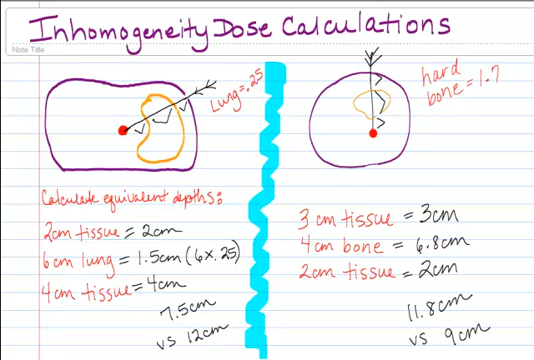 Inhomogeneity Dose Calculations
Note Title
Lung = .25
Calculate equivalent depths:
2cm tissue = 2cm
6cm lung = 1.5cm (6x.25)
4cm tissue = 4cm
7.5cm
vs 12cm
hard
bone = 1.7
3cm tissue = 3cm
4cm bone = 6.8cm
2cm tissue = 2cm
11.8cm
vs 9cm